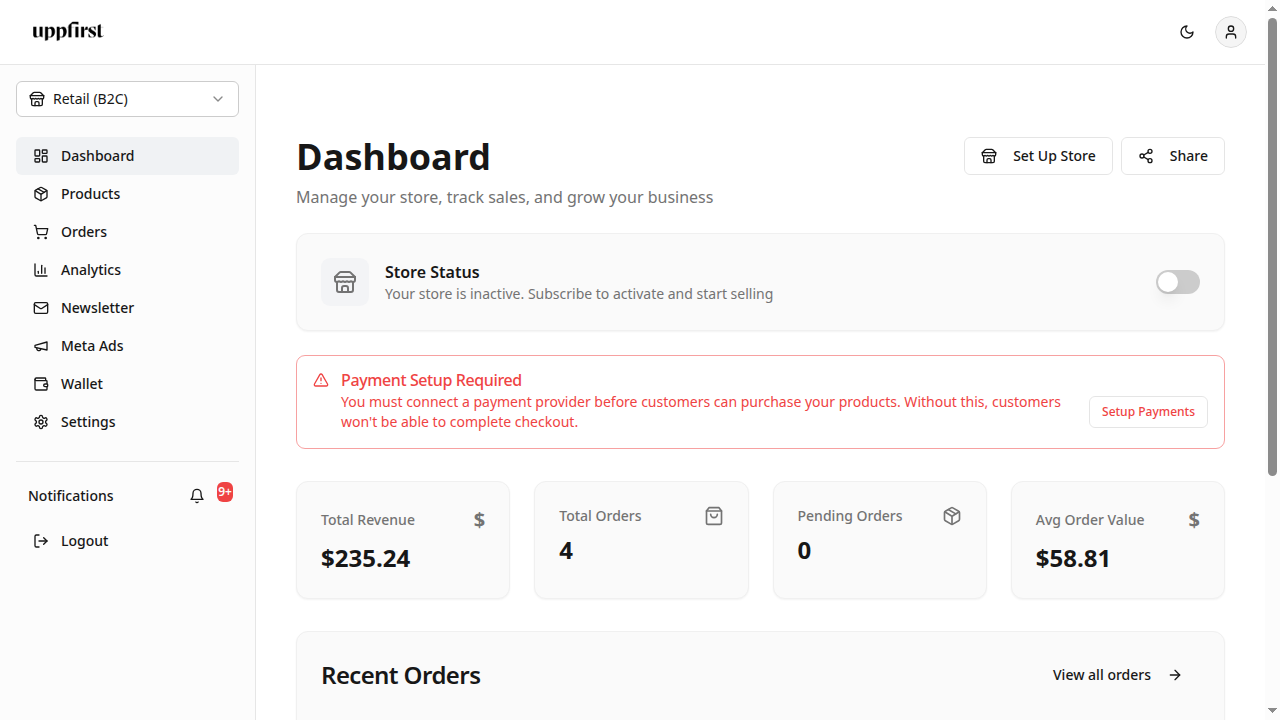 uppfirst
Retail (B2C)
Dashboard
Products
Orders
Analytics
Newsletter
Meta Ads
Wallet
Settings
Notifications
9+
Logout
Dashboard
Manage your store, track sales, and grow your business
Set Up Store
Share
Store Status
Your store is inactive. Subscribe to activate and start selling
Payment Setup Required
You must connect a payment provider before customers can purchase your products. Without this, customers
won't be able to complete checkout.
Setup Payments
Total Revenue
$
$235.24
Total Orders
4
Pending Orders
0
Avg Order Value
$
$58.81
Recent Orders
View all orders